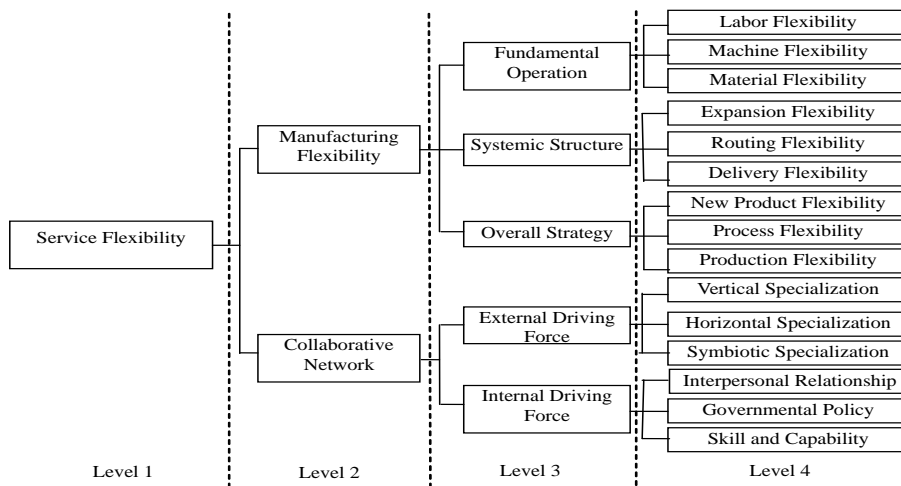 Service Flexibility
Manufacturing
Flexibility
Collaborative
Network
Fundamental
Operation
Systemic Structure
Overall Strategy
External Driving
Force
Internal Driving
Force
Labor Flexibility
Machine Flexibility
Material Flexibility
Expansion Flexibility
Routing Flexibility
Delivery Flexibility
New Product Flexibility
Process Flexibility
Production Flexibility
Vertical Specialization
Horizontal Specialization
Symbiotic Specialization
Interpersonal Relationship
Governmental Policy
Skill and Capability
Level 1
Level 2
Level 3
Level 4